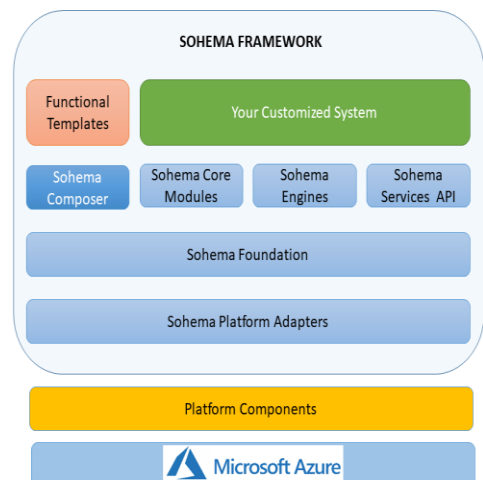 SOHEMA FRAMEWORK
Functional
Templates
Your Customized System
Sohema
Composer
Sohema Core
Modules
Sohema
Engines
Sohema
Services API
Sohema Foundation
Sohema Platform Adapters
Platform Components
Microsoft Azure